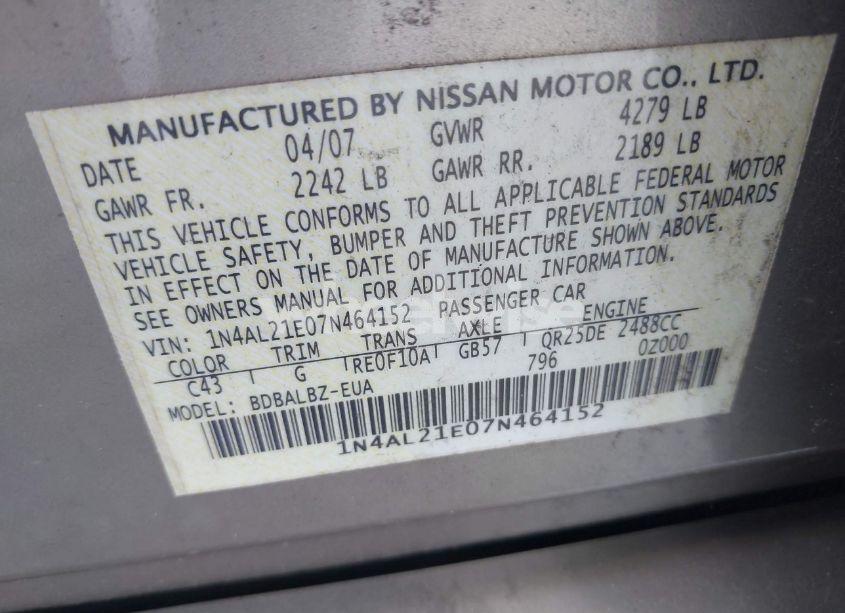 MANUFACTURED BY NISSAN MOTOR CO., LTD.
DATE 04/07 GVWR 4279 LB
GAWR FR. 2242 LB GAWR RR. 2189 LB
THIS VEHICLE CONFORMS TO ALL APPLICABLE FEDERAL MOTOR
VEHICLE SAFETY, BUMPER AND THEFT PREVENTION STANDARDS
IN EFFECT ON THE DATE OF MANUFACTURE SHOWN ABOVE.
SEE OWNERS MANUAL FOR ADDITIONAL INFORMATION.
VIN: 1N4AL21E07N464152 PASSENGER CAR
COLOR TRIM TRANS AXLE ENGINE
C43 G RE0F10A GB57 QR25DE 2488CC
MODEL: BDBALBZ-EUA 796 0Z000
1N4AL21E07N464152